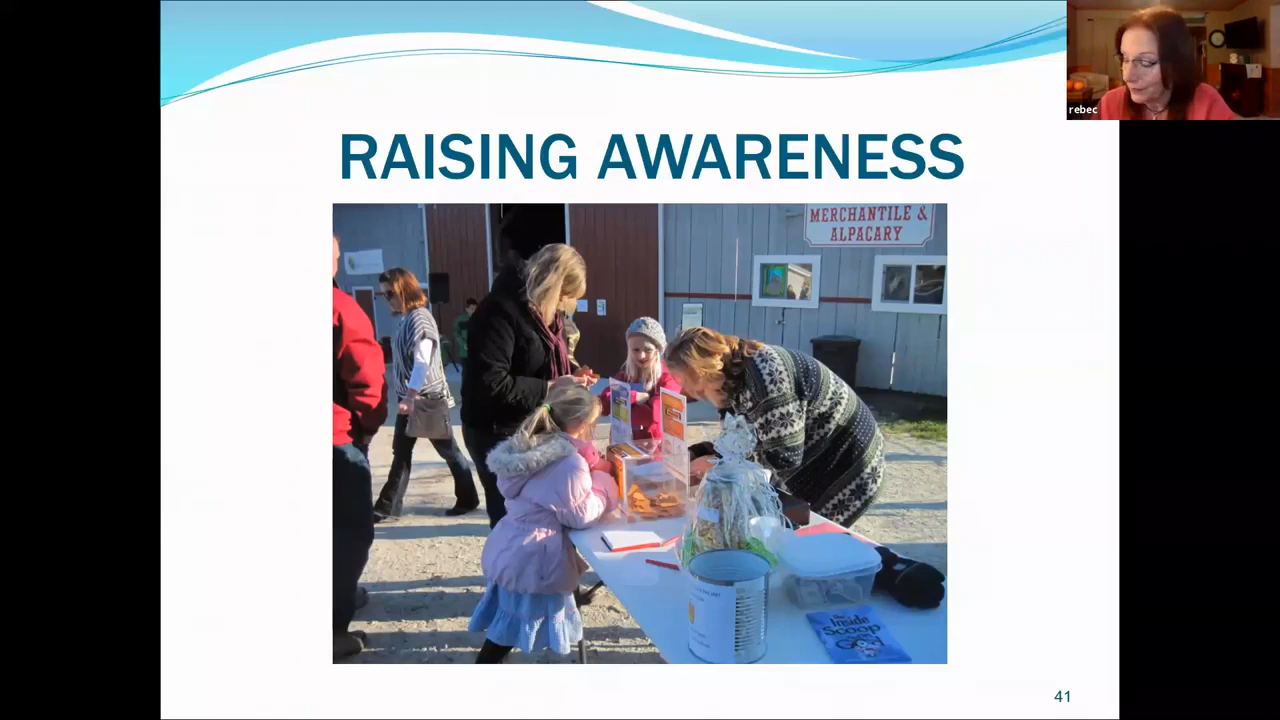 rebec
RAISING AWARENESS
MERCHANTILE &
ALPACARY
The
Inside
Scoop
41